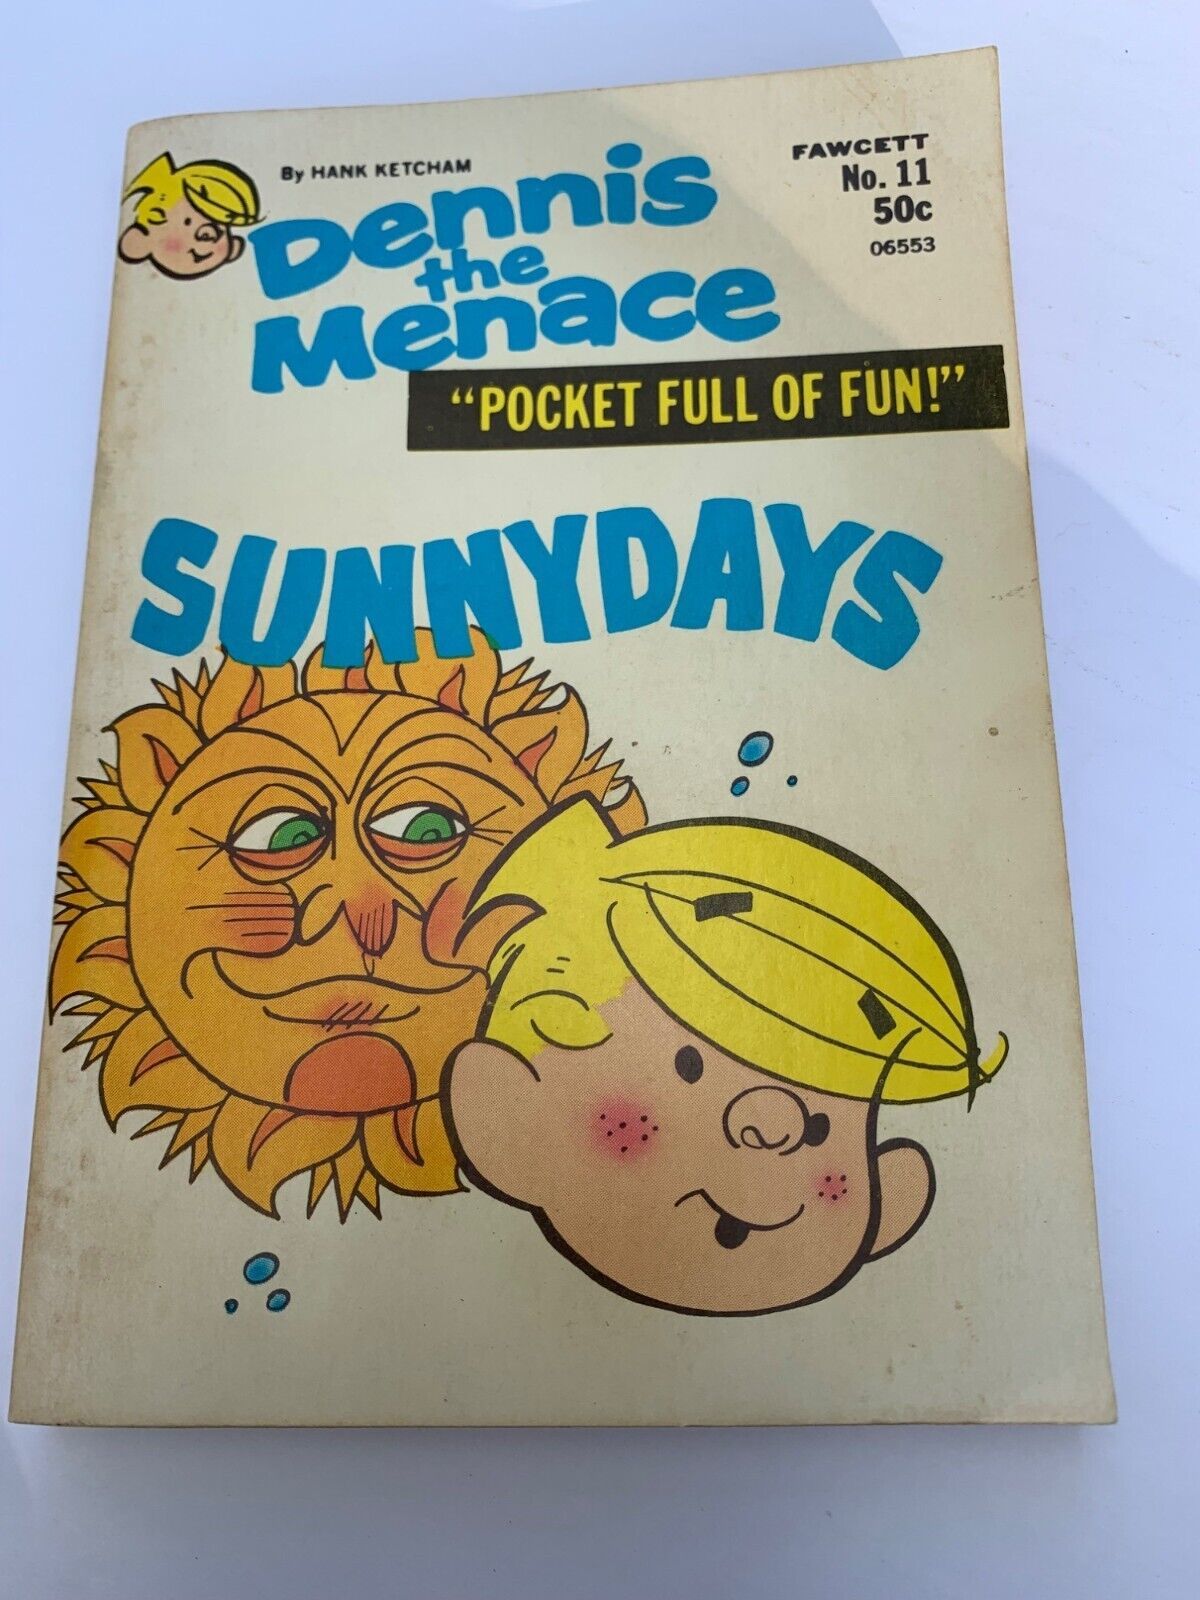 By HANK KETCHAM
Dennis
the
Menace
FAWCETT
No. 11
50c
06553
"POCKET FULL OF FUN!"
SUNNYDAYS